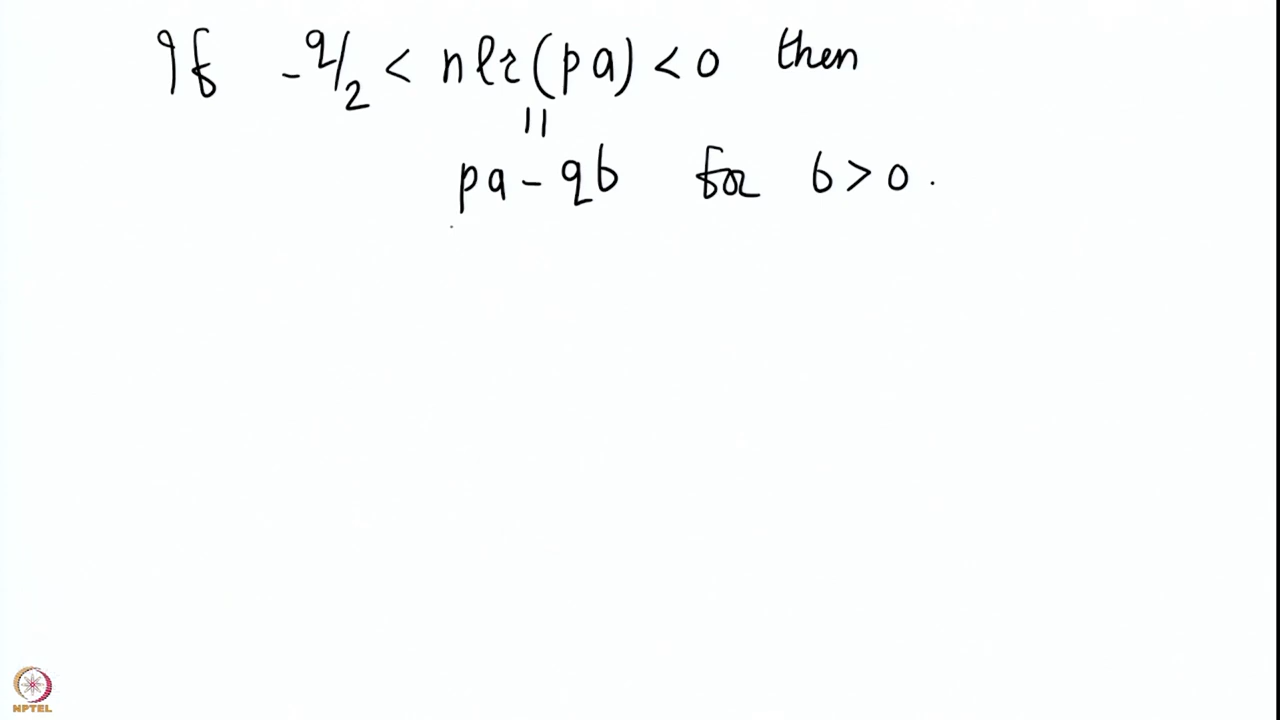 If -q/2 < nlr(pa) < 0 then
||
pa - qb for b > 0.
NPTEL